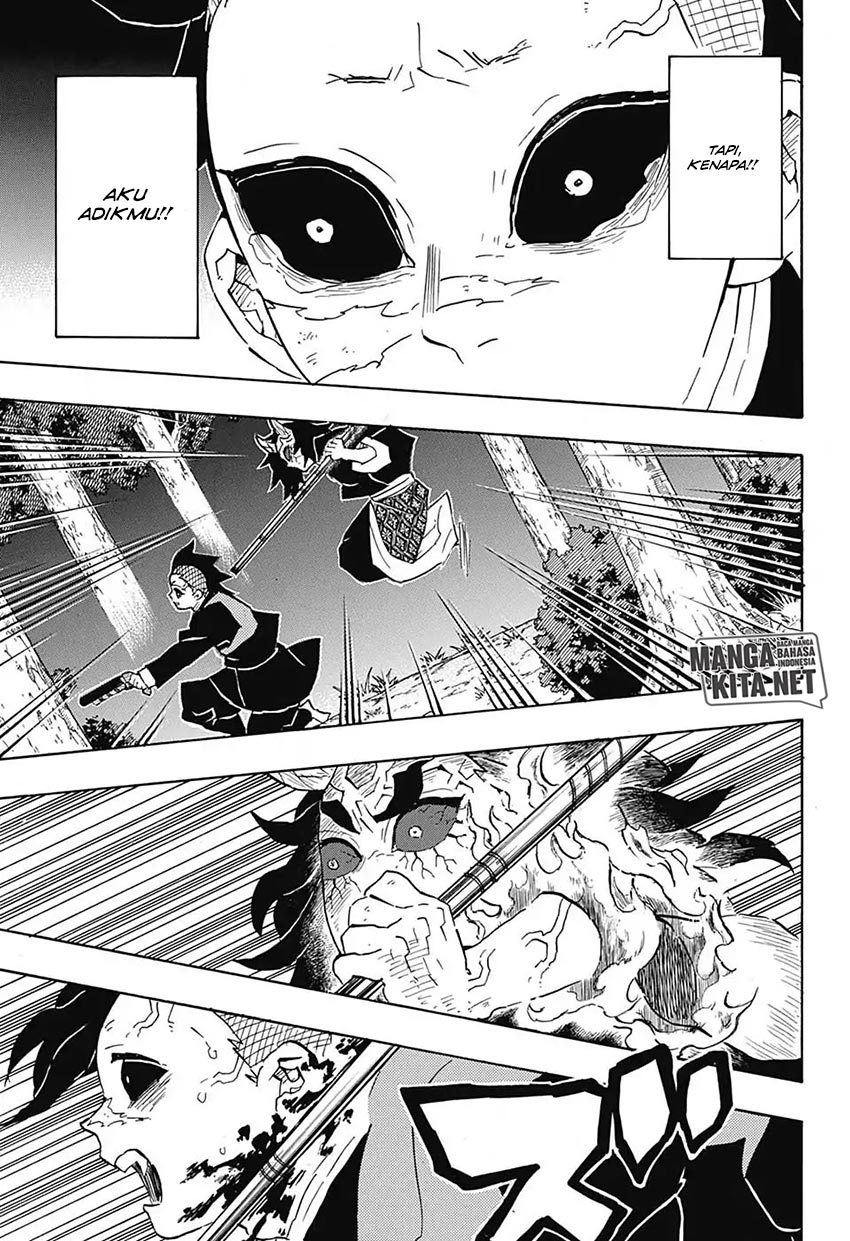 TAPI,
KENAPA!!
AKU
ADIKMU!!
MANGA
KITA.NET
BACA MANGA
BAHASA
INDONESIA